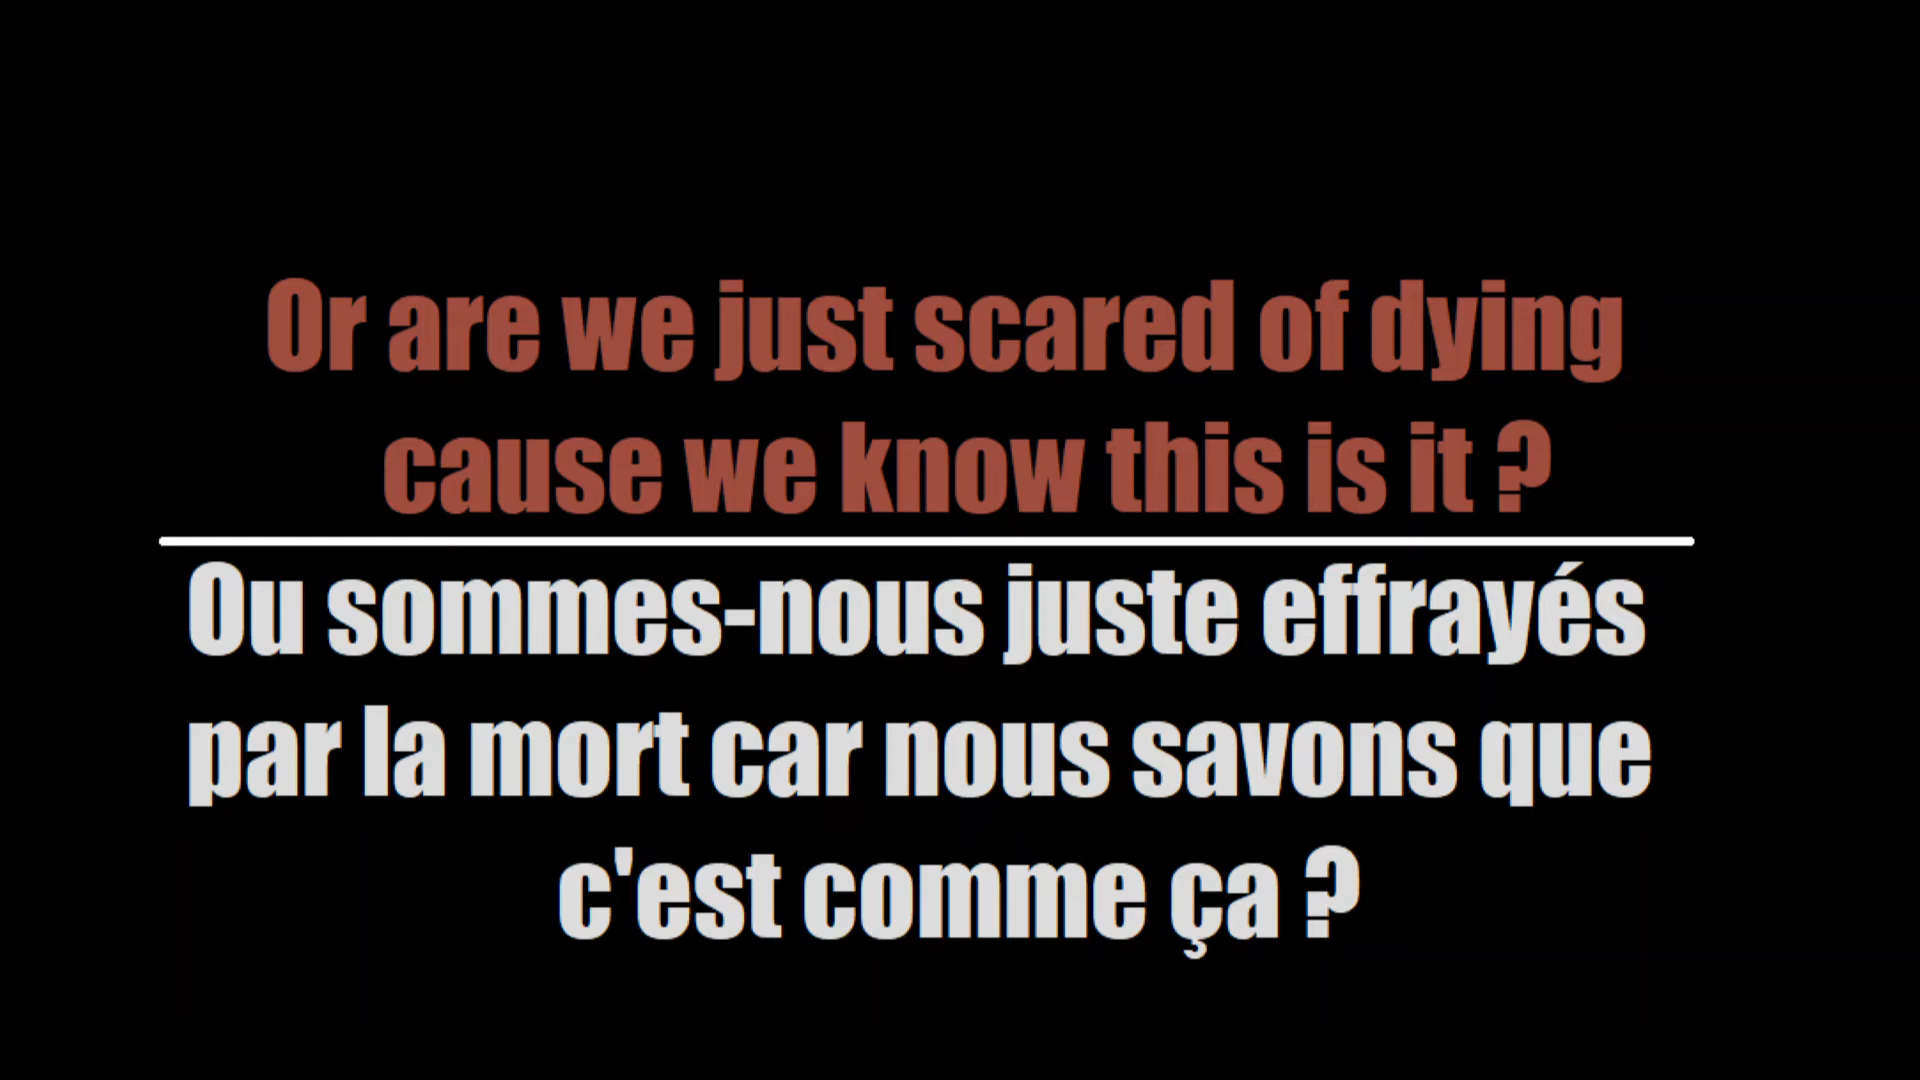 Or are we just scared of dying
cause we know this is it ?
Ou sommes-nous juste effrayés
par la mort car nous savons que
c'est comme ça ?